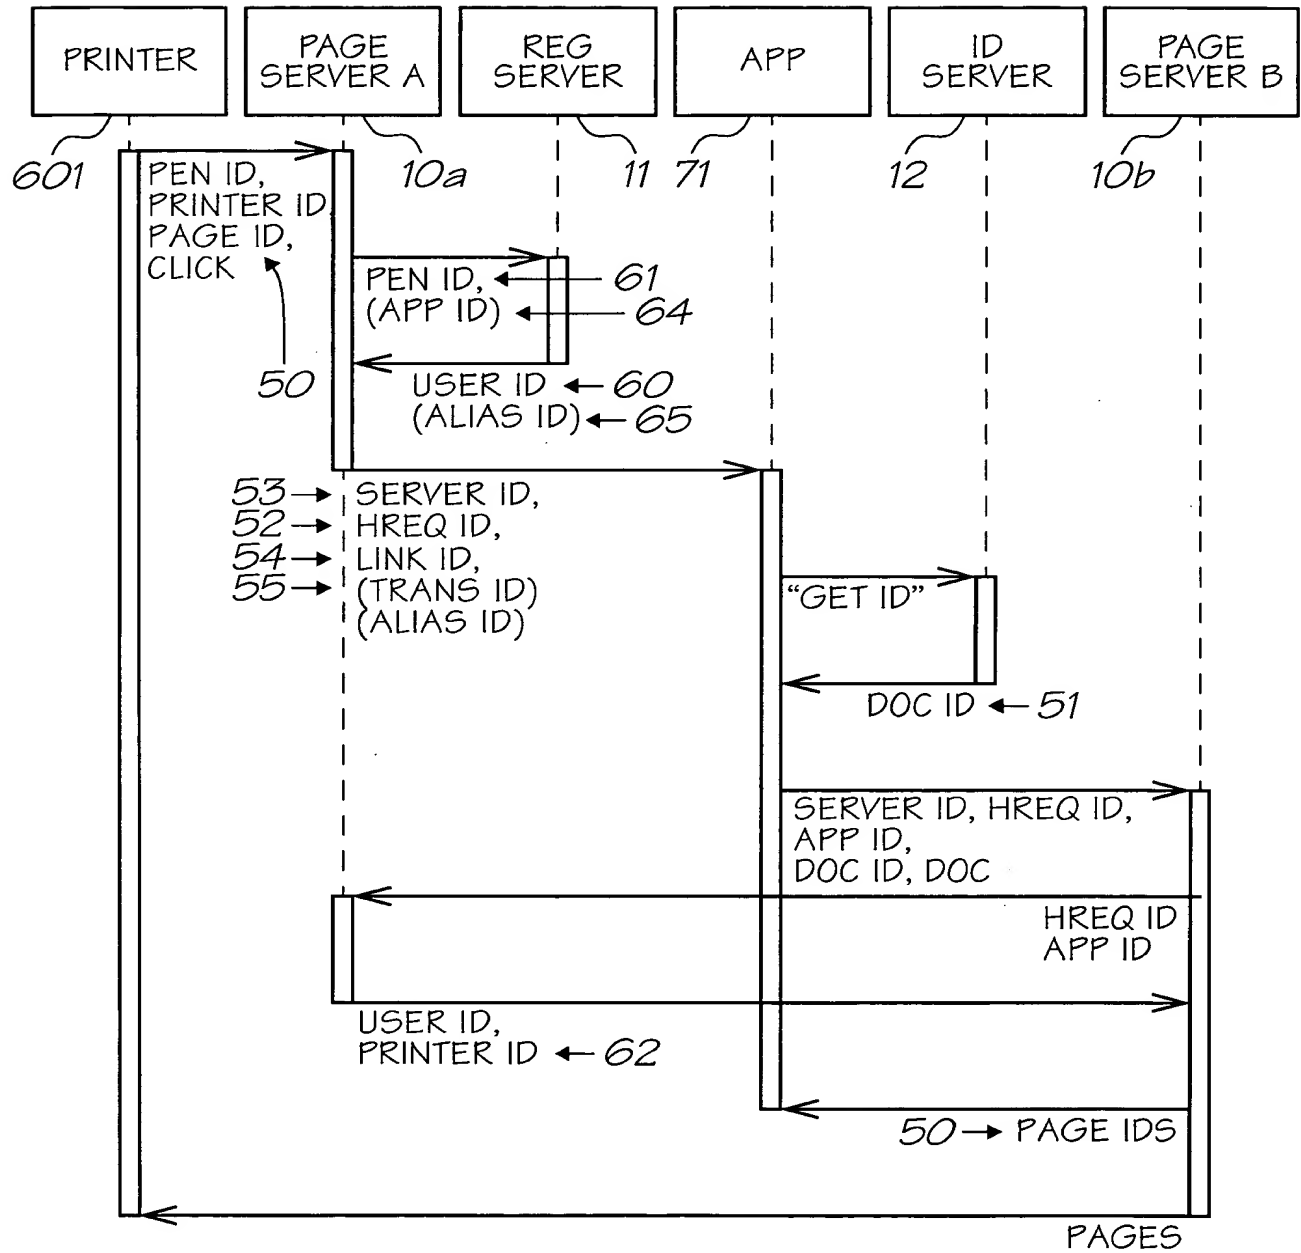 PRINTER
PAGE
SERVER A
REG
SERVER
APP
ID
SERVER
PAGE
SERVER B
601
10a
11
71
12
10b
PEN ID,
PRINTER ID
PAGE ID,
CLICK
50
PEN ID,
61
(APP ID)
64
USER ID
60
(ALIAS ID)
65
53
SERVER ID,
52
HREQ ID,
54
LINK ID,
55
(TRANS ID)
(ALIAS ID)
"GET ID"
DOC ID
51
SERVER ID, HREQ ID,
APP ID,
DOC ID, DOC
HREQ ID
APP ID
USER ID,
PRINTER ID
62
50
PAGE IDS
PAGES